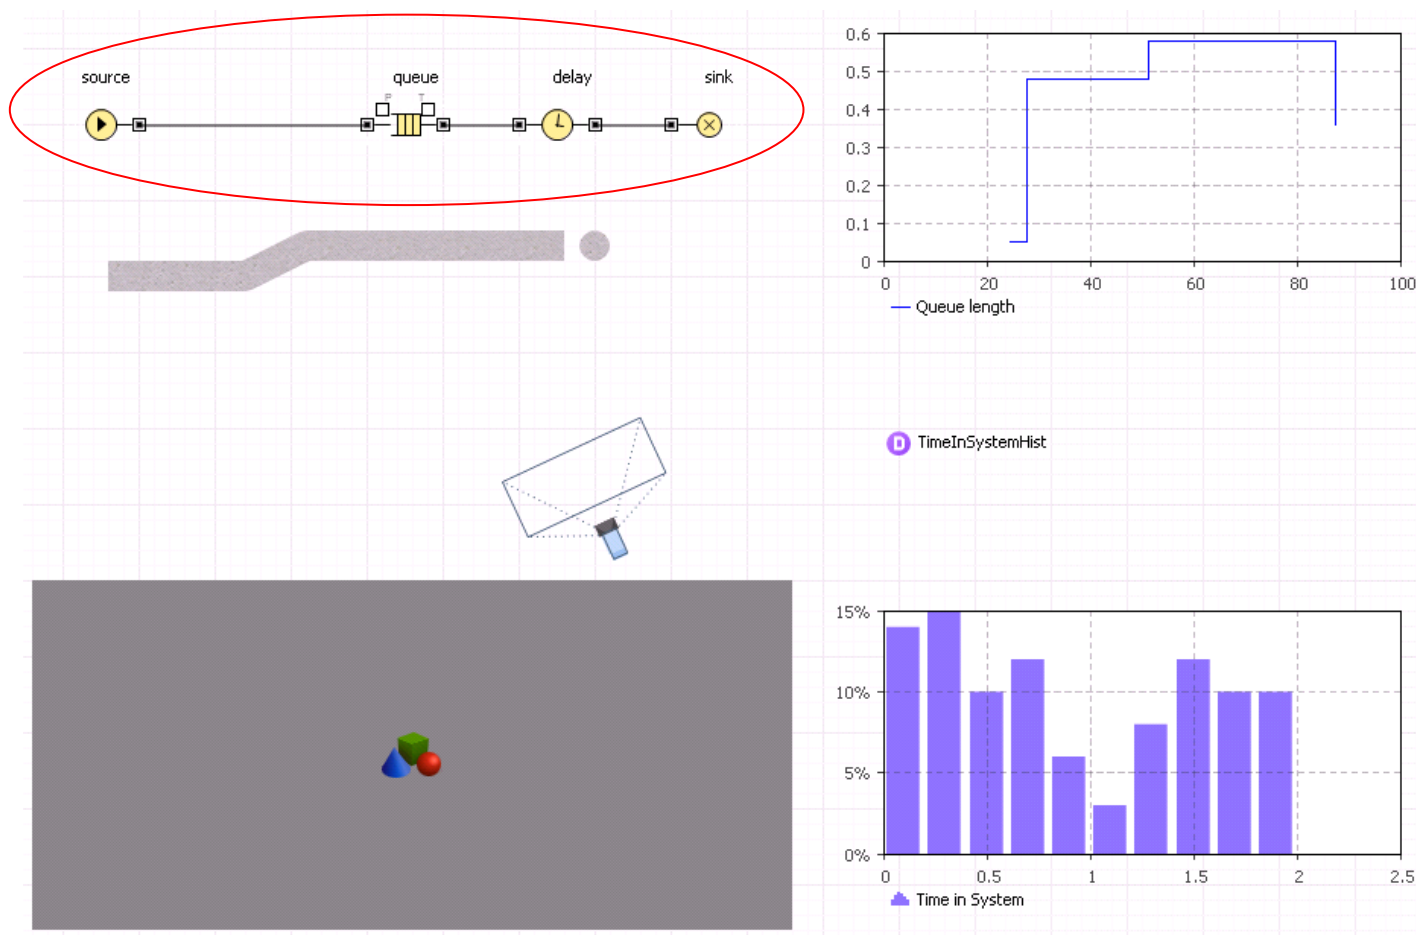 source
queue
delay
sink
P
T
0.6
0.5
0.4
0.3
0.2
0.1
0
0 20 40 60 80 100
Queue length
D TimeInSystemHist
15%
10%
5%
0%
0 0.5 1 1.5 2 2.5
Time in System